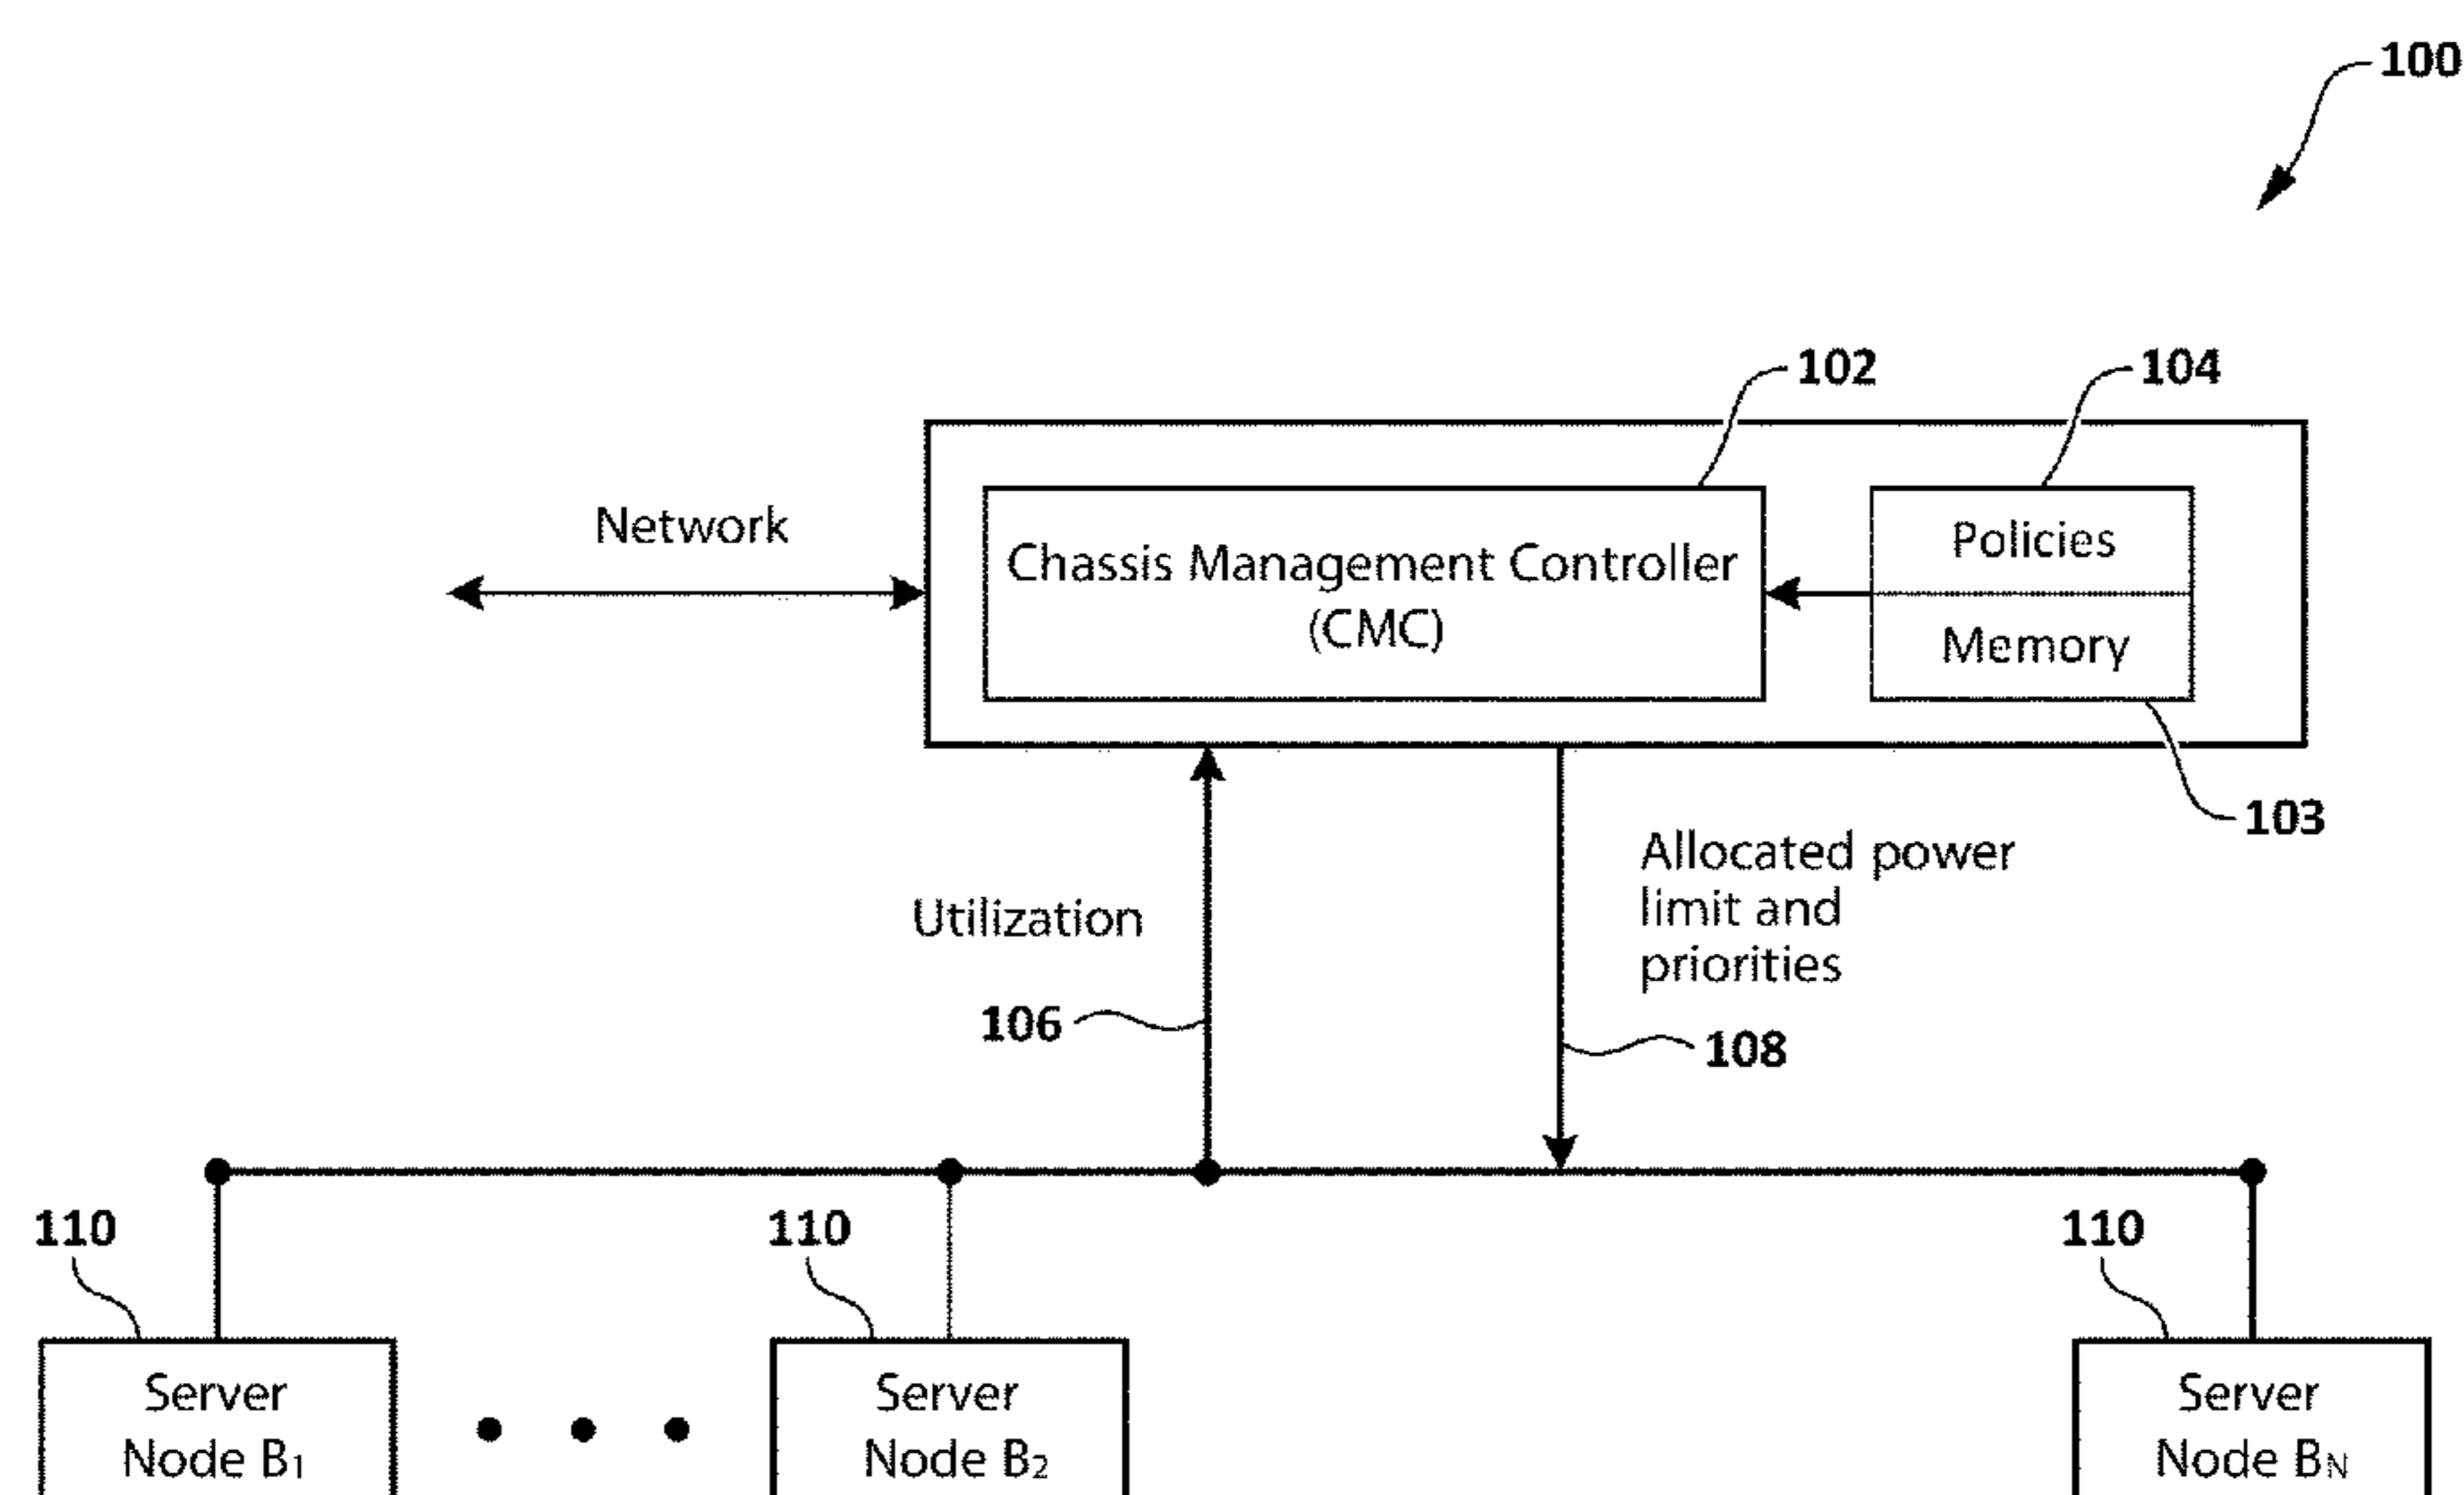 100
102
104
Network
Chassis Management Controller
(CMC)
Policies
Memory
103
Allocated power
limit and
priorities
Utilization
106
108
110
110
110
Server
Node B₁
Server
Node B₂
Server
Node Bₙ